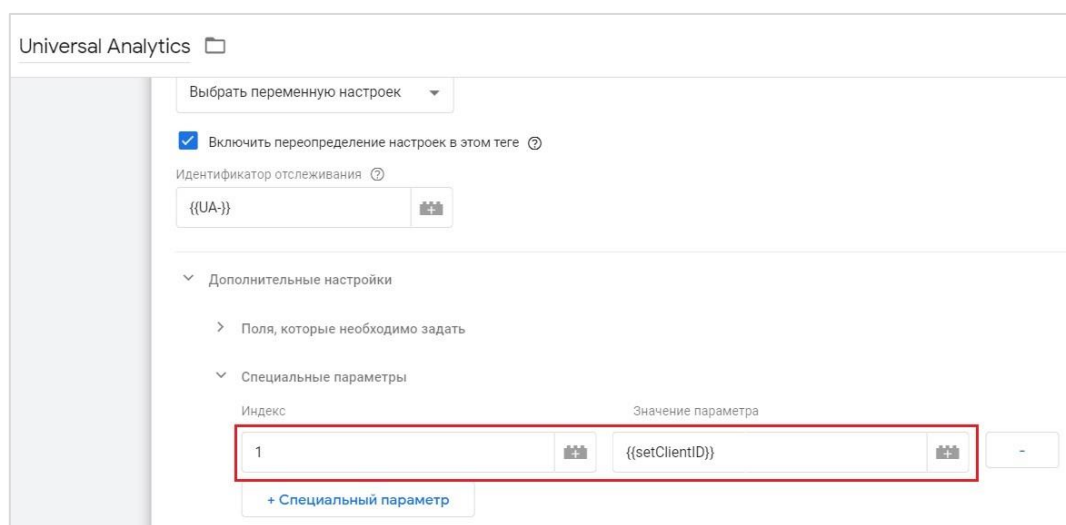 Universal Analytics
Выбрать переменную настроек
Включить переопределение настроек в этом теге
Идентификатор отслеживания
{{UA-}}
Дополнительные настройки
Поля, которые необходимо задать
Специальные параметры
Индекс Значение параметра
1 {{setClientID}} -
+ Специальный параметр